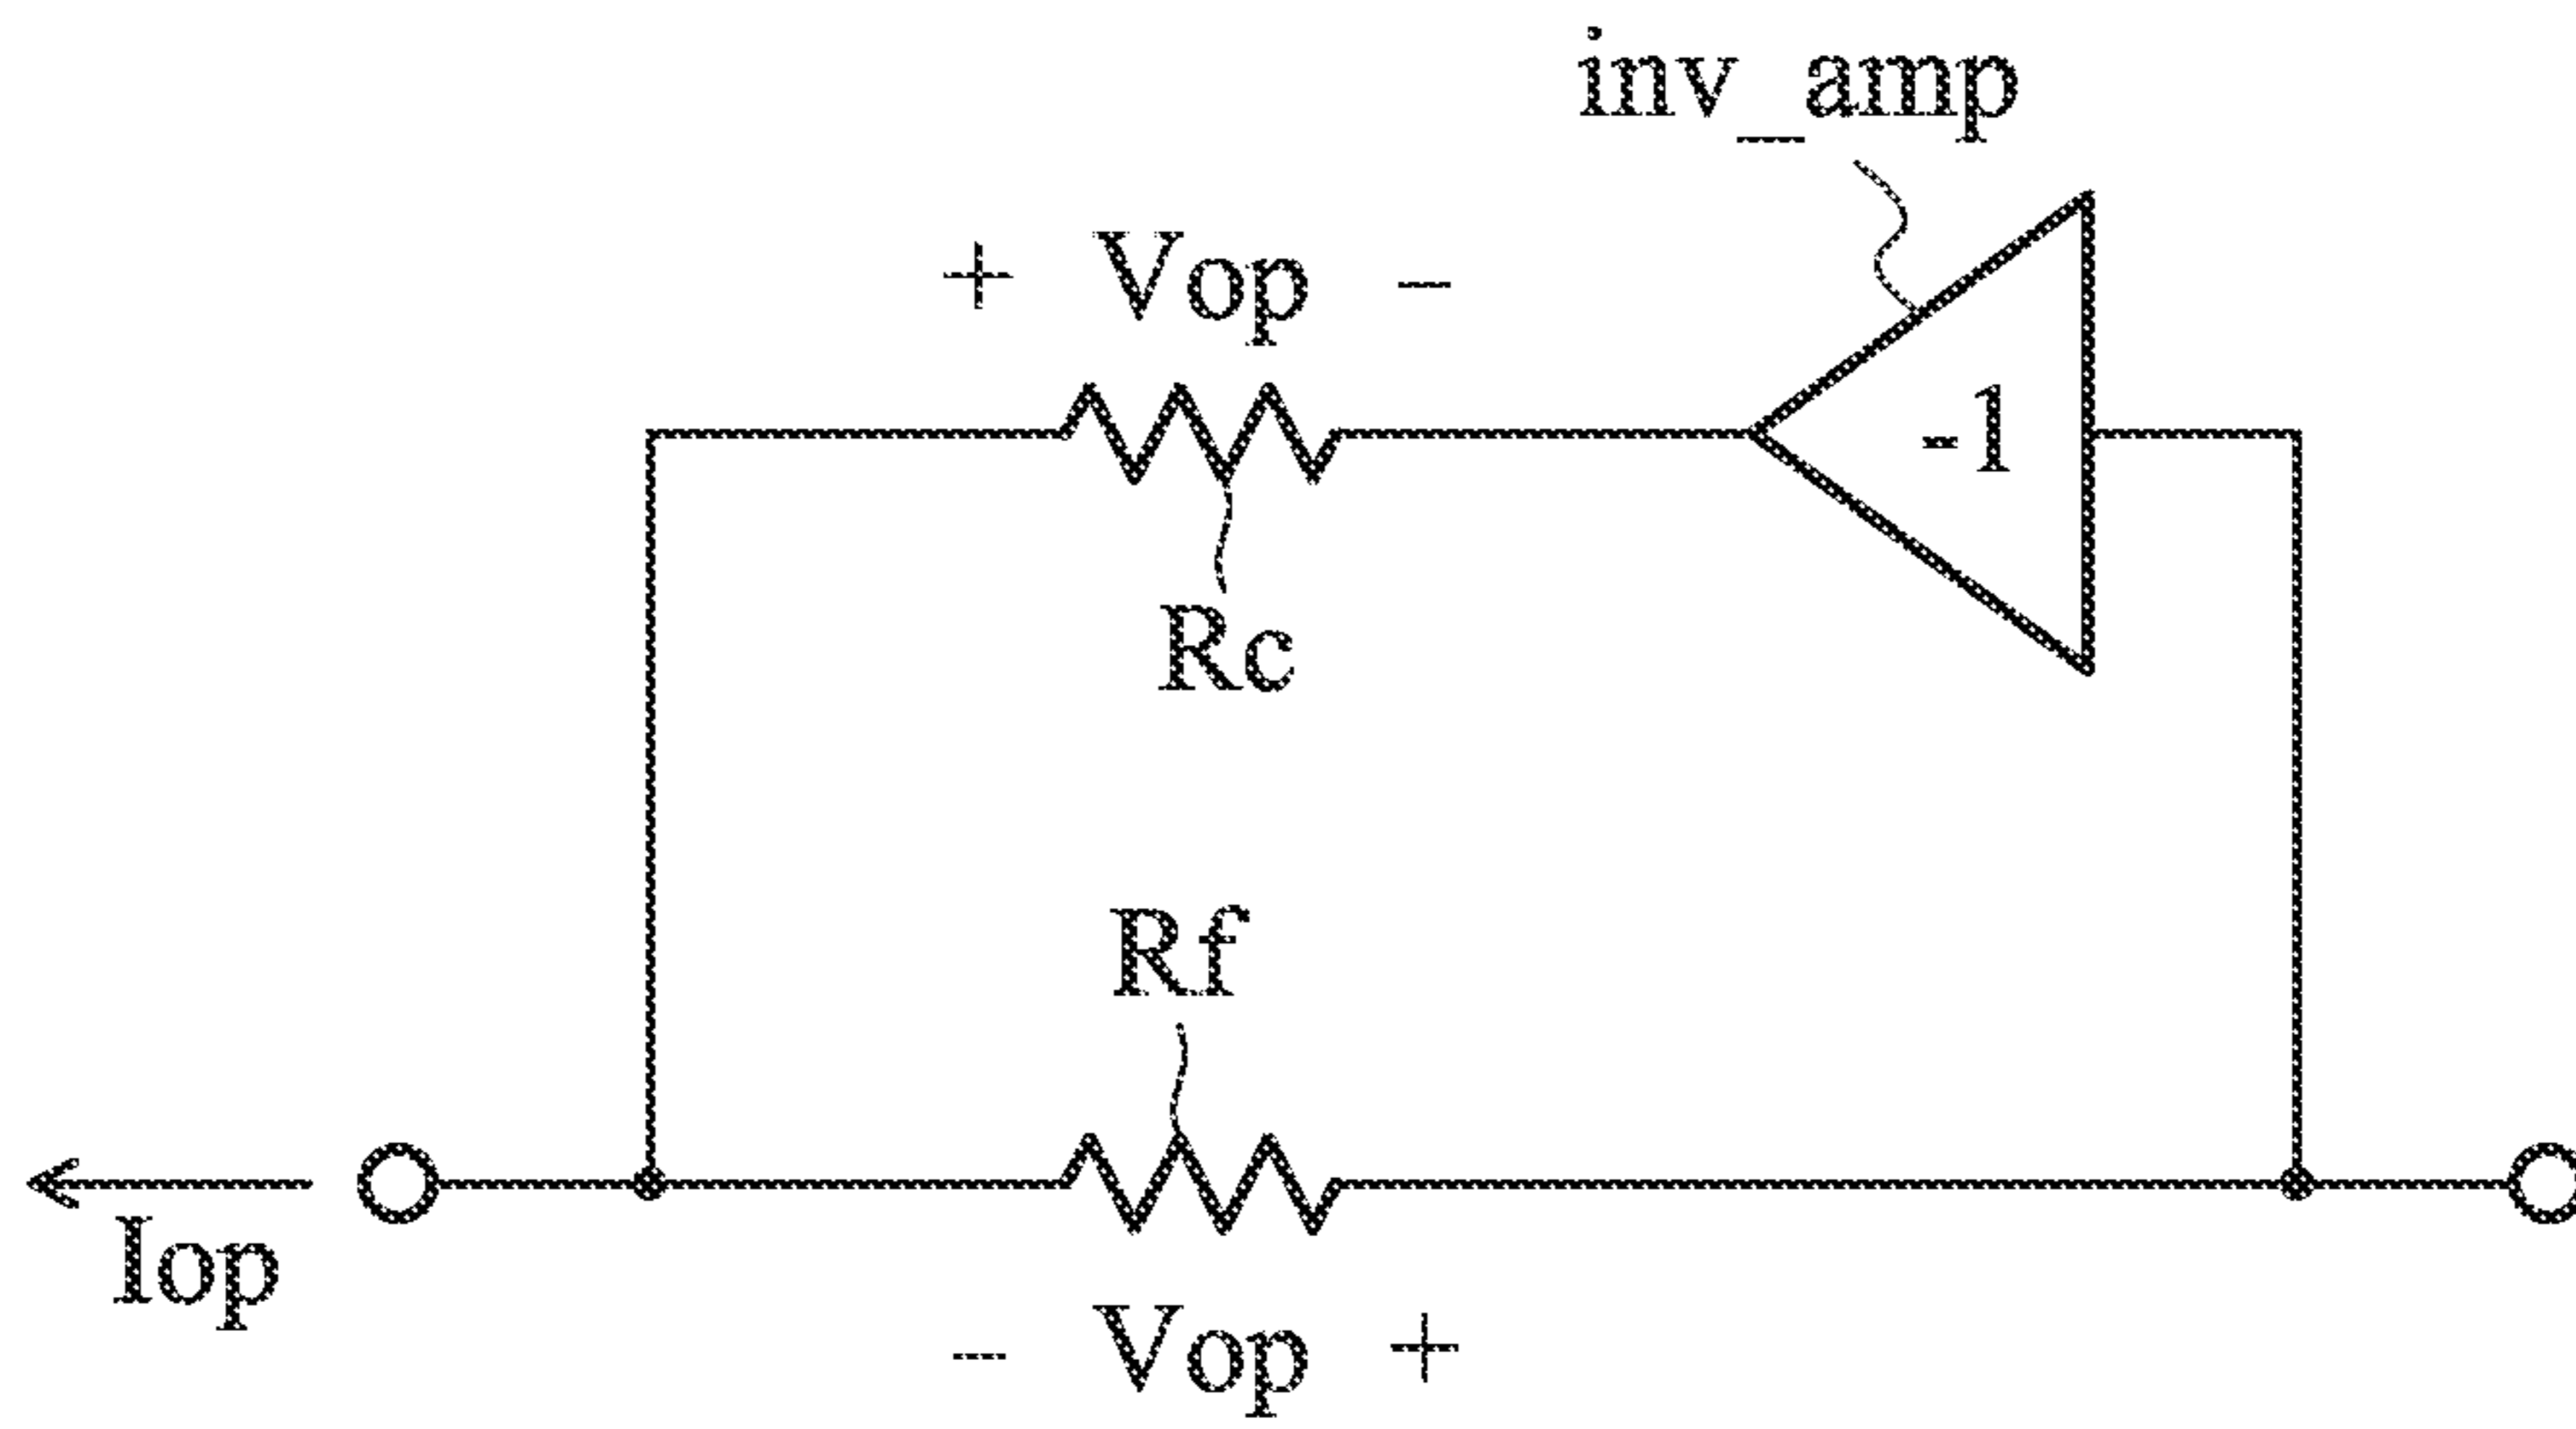 inv_amp
+ Vop –
-1
Rc
Rf
Iop
– Vop +